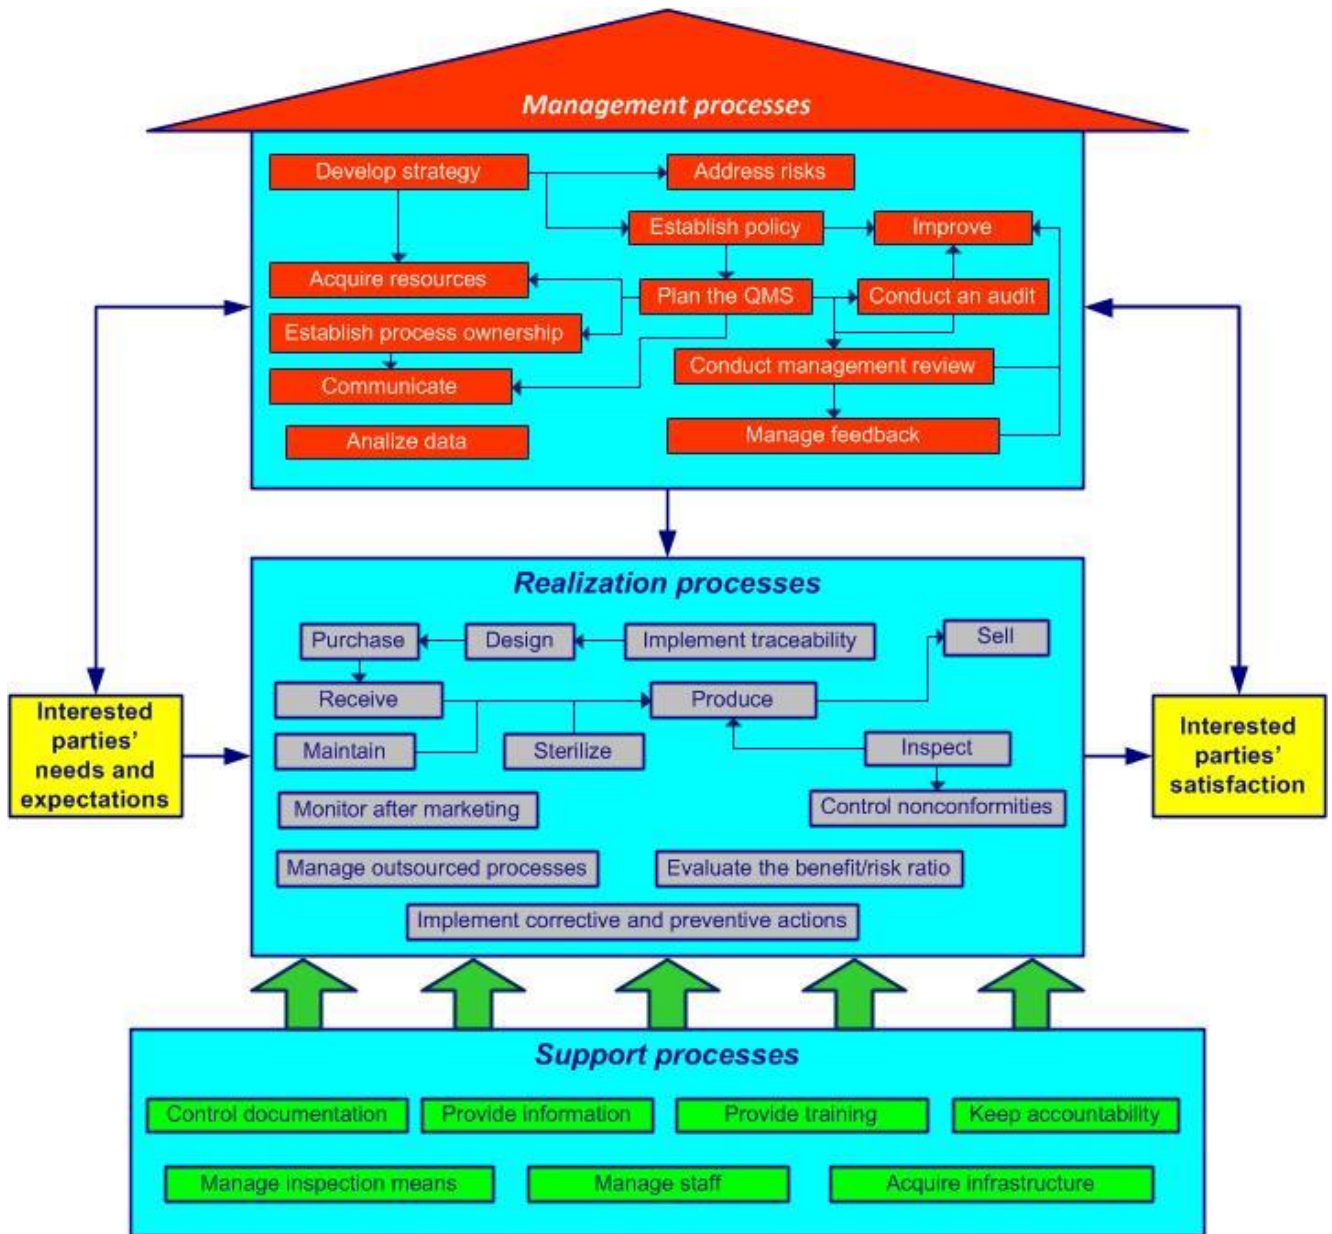 Management processes
Develop strategy
Address risks
Establish policy
Improve
Acquire resources
Plan the QMS
Conduct an audit
Establish process ownership
Conduct management review
Communicate
Analize data
Manage feedback
Realization processes
Purchase
Design
Implement traceability
Sell
Receive
Produce
Maintain
Sterilize
Inspect
Monitor after marketing
Control nonconformities
Manage outsourced processes
Evaluate the benefit/risk ratio
Implement corrective and preventive actions
Interested
parties’
needs and
expectations
Interested
parties’
satisfaction
Support processes
Control documentation
Provide information
Provide training
Keep accountability
Manage inspection means
Manage staff
Acquire infrastructure